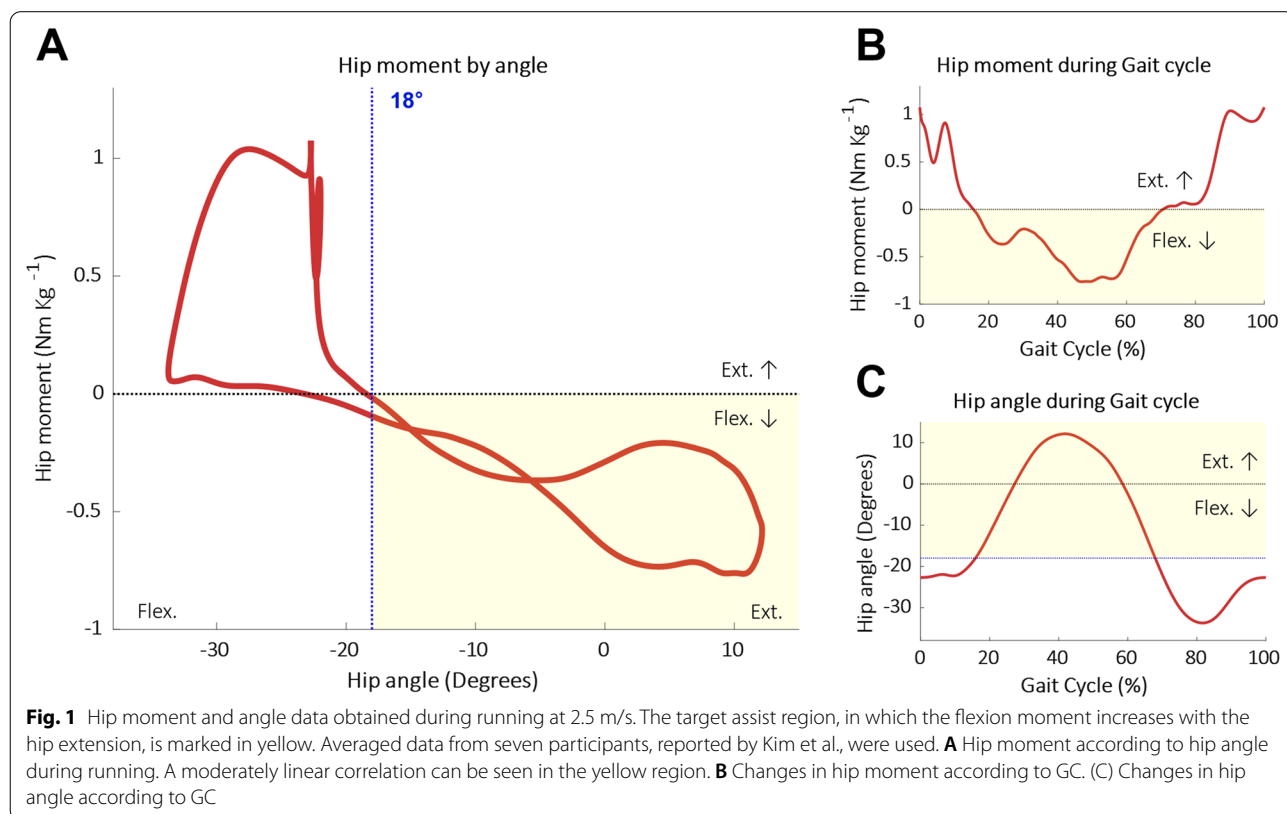 A
Hip moment by angle
18°
1
0.5
0
-0.5
-1
Hip moment (Nm Kg⁻¹)
Ext. ↑
Flex. ↓
Flex.
Ext.
-30 -20 -10 0 10
Hip angle (Degrees)
B
Hip moment during Gait cycle
1
0.5
0
-0.5
-1
Hip moment (Nm Kg⁻¹)
Ext. ↑
Flex. ↓
0 20 40 60 80 100
Gait Cycle (%)
C
Hip angle during Gait cycle
10
0
-10
-20
-30
Hip angle (Degrees)
Ext. ↑
Flex. ↓
0 20 40 60 80 100
Gait Cycle (%)
Fig. 1 Hip moment and angle data obtained during running at 2.5 m/s. The target assist region, in which the flexion moment increases with the
hip extension, is marked in yellow. Averaged data from seven participants, reported by Kim et al., were used. A Hip moment according to hip angle
during running. A moderately linear correlation can be seen in the yellow region. B Changes in hip moment according to GC. (C) Changes in hip
angle according to GC